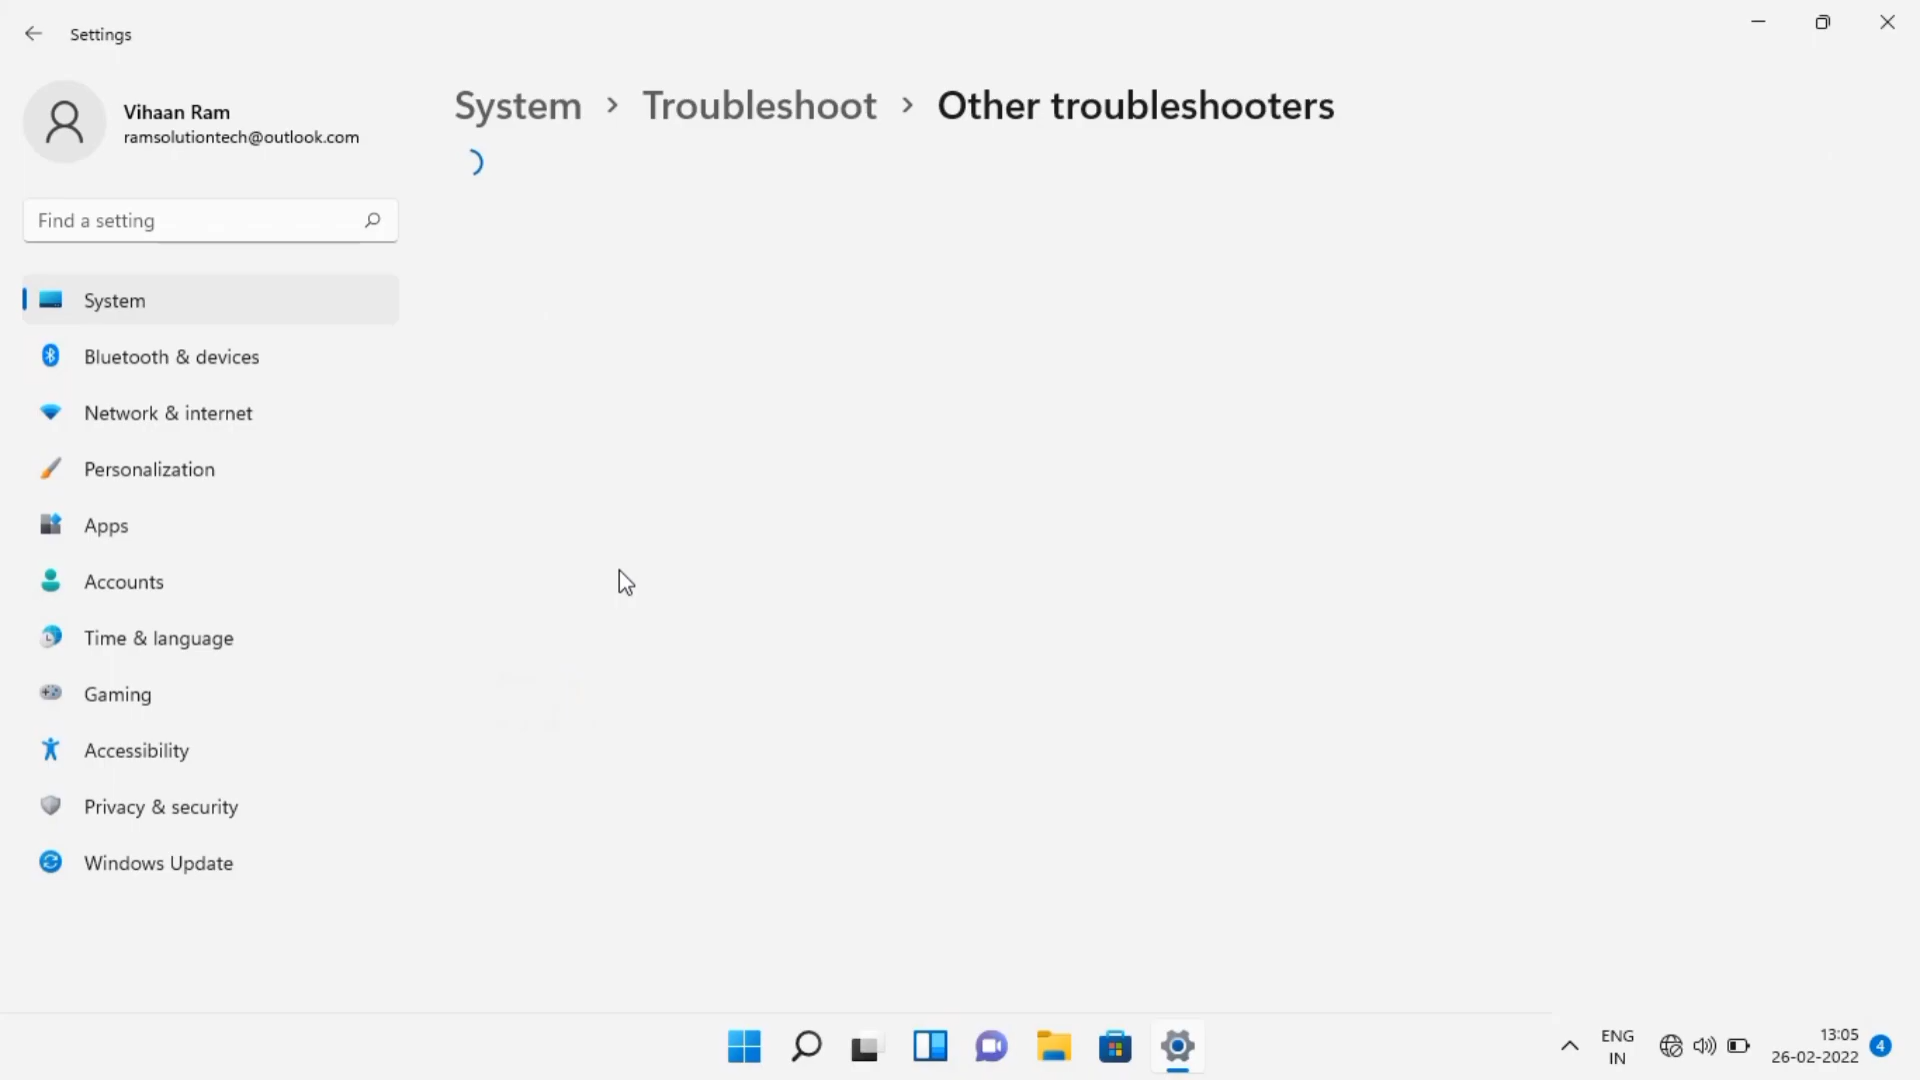 Settings
Vihaan Ram
ramsolutiontech@outlook.com
Find a setting
System
Bluetooth & devices
Network & internet
Personalization
Apps
Accounts
Time & language
Gaming
Accessibility
Privacy & security
Windows Update
System > Troubleshoot > Other troubleshooters
ENG
IN
13:05
26-02-2022
4